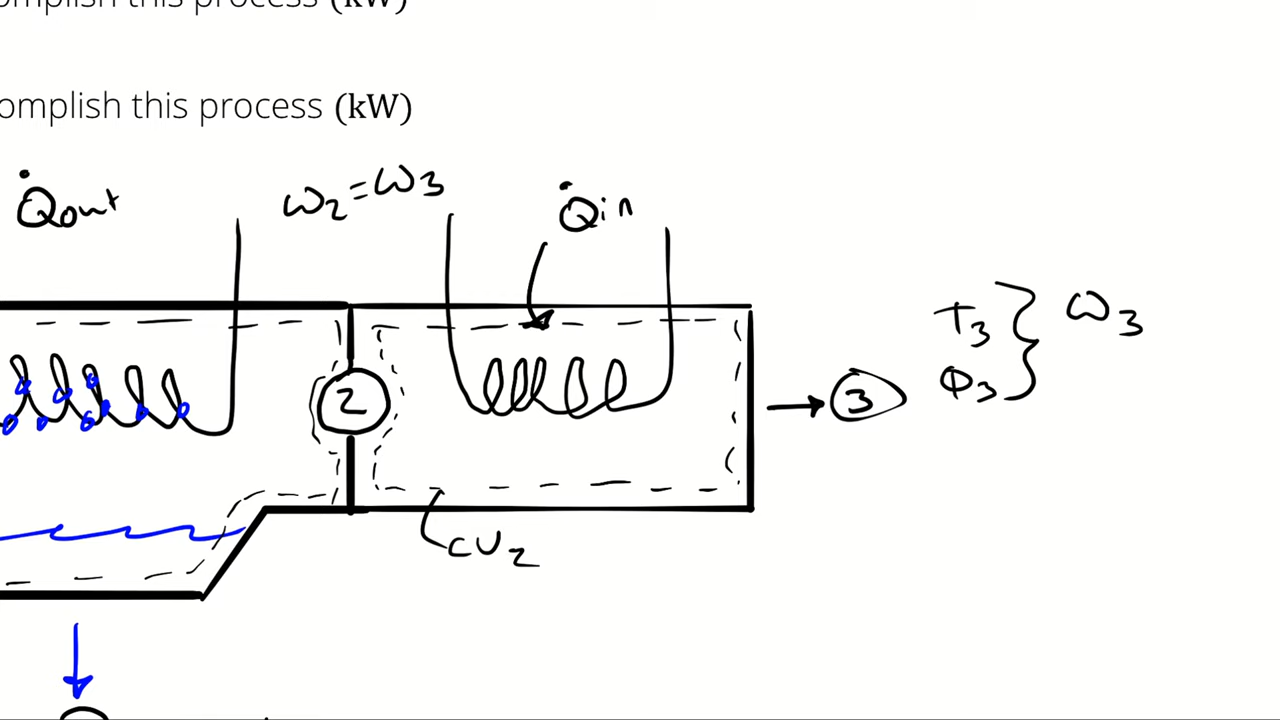 omplish this process (kW)
omplish this process (kW)
Q̇out
ω2=ω3
Q̇in
T3
ω3
ϕ3
2
3
CV2